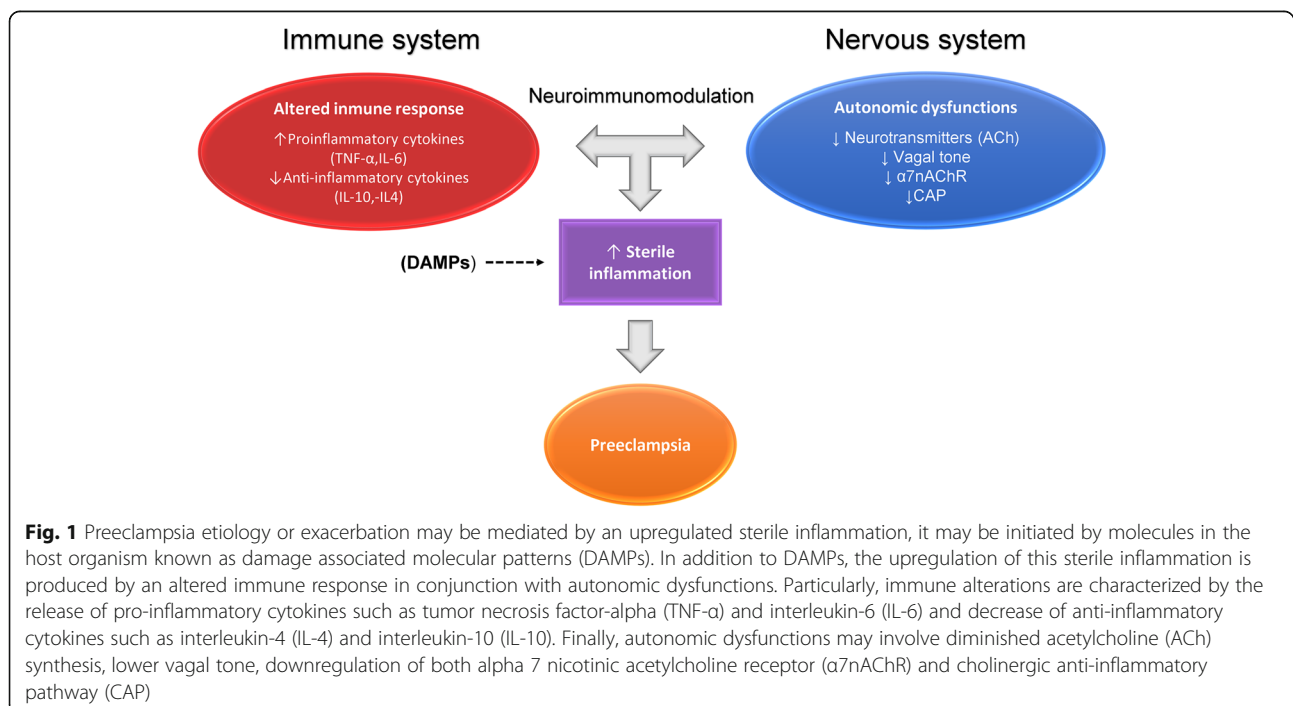 Immune system
Nervous system
Altered inmune response
↑Proinflammatory cytokines
(TNF-α,IL-6)
↓Anti-inflammatory cytokines
(IL-10,-IL4)
Neuroimmunomodulation
Autonomic dysfunctions
↓ Neurotransmitters (ACh)
↓ Vagal tone
↓ α7nAChR
↓CAP
(DAMPs)
↑ Sterile
inflammation
Preeclampsia
Fig. 1 Preeclampsia etiology or exacerbation may be mediated by an upregulated sterile inflammation, it may be initiated by molecules in the
host organism known as damage associated molecular patterns (DAMPs). In addition to DAMPs, the upregulation of this sterile inflammation is
produced by an altered immune response in conjunction with autonomic dysfunctions. Particularly, immune alterations are characterized by the
release of pro-inflammatory cytokines such as tumor necrosis factor-alpha (TNF-α) and interleukin-6 (IL-6) and decrease of anti-inflammatory
cytokines such as interleukin-4 (IL-4) and interleukin-10 (IL-10). Finally, autonomic dysfunctions may involve diminished acetylcholine (ACh)
synthesis, lower vagal tone, downregulation of both alpha 7 nicotinic acetylcholine receptor (α7nAChR) and cholinergic anti-inflammatory
pathway (CAP)